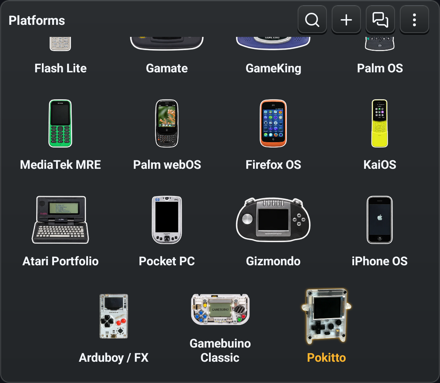 Platforms
Flash Lite
Gamate
GameKing
Palm OS
MediaTek MRE
Palm webOS
Firefox OS
KaiOS
Atari Portfolio
Pocket PC
Gizmondo
iPhone OS
Arduboy / FX
Gamebuino
Classic
Pokitto